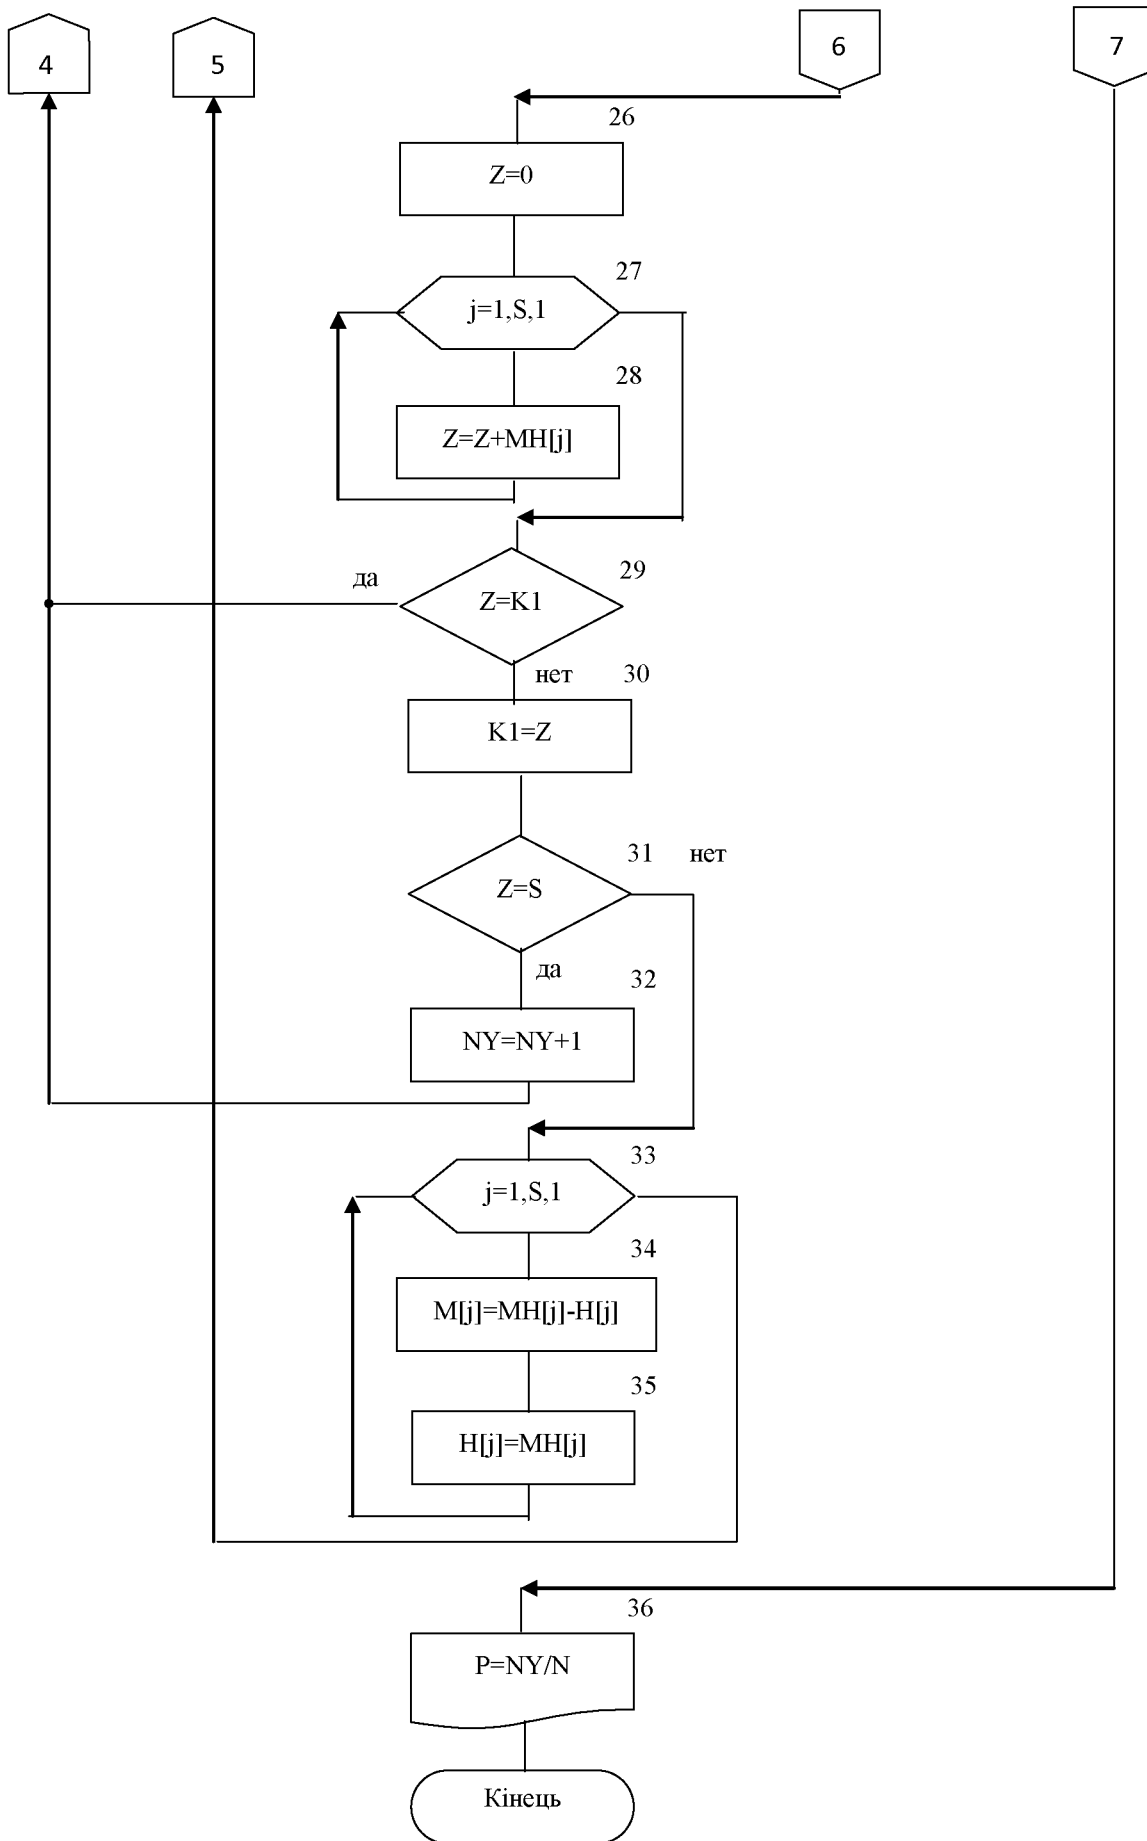 4
5
6
7
26
Z=0
27
j=1,S,1
28
Z=Z+MH[j]
29
да
Z=K1
нет
30
K1=Z
31
нет
Z=S
да
32
NY=NY+1
33
j=1,S,1
34
M[j]=MH[j]-H[j]
35
H[j]=MH[j]
36
P=NY/N
Кінець